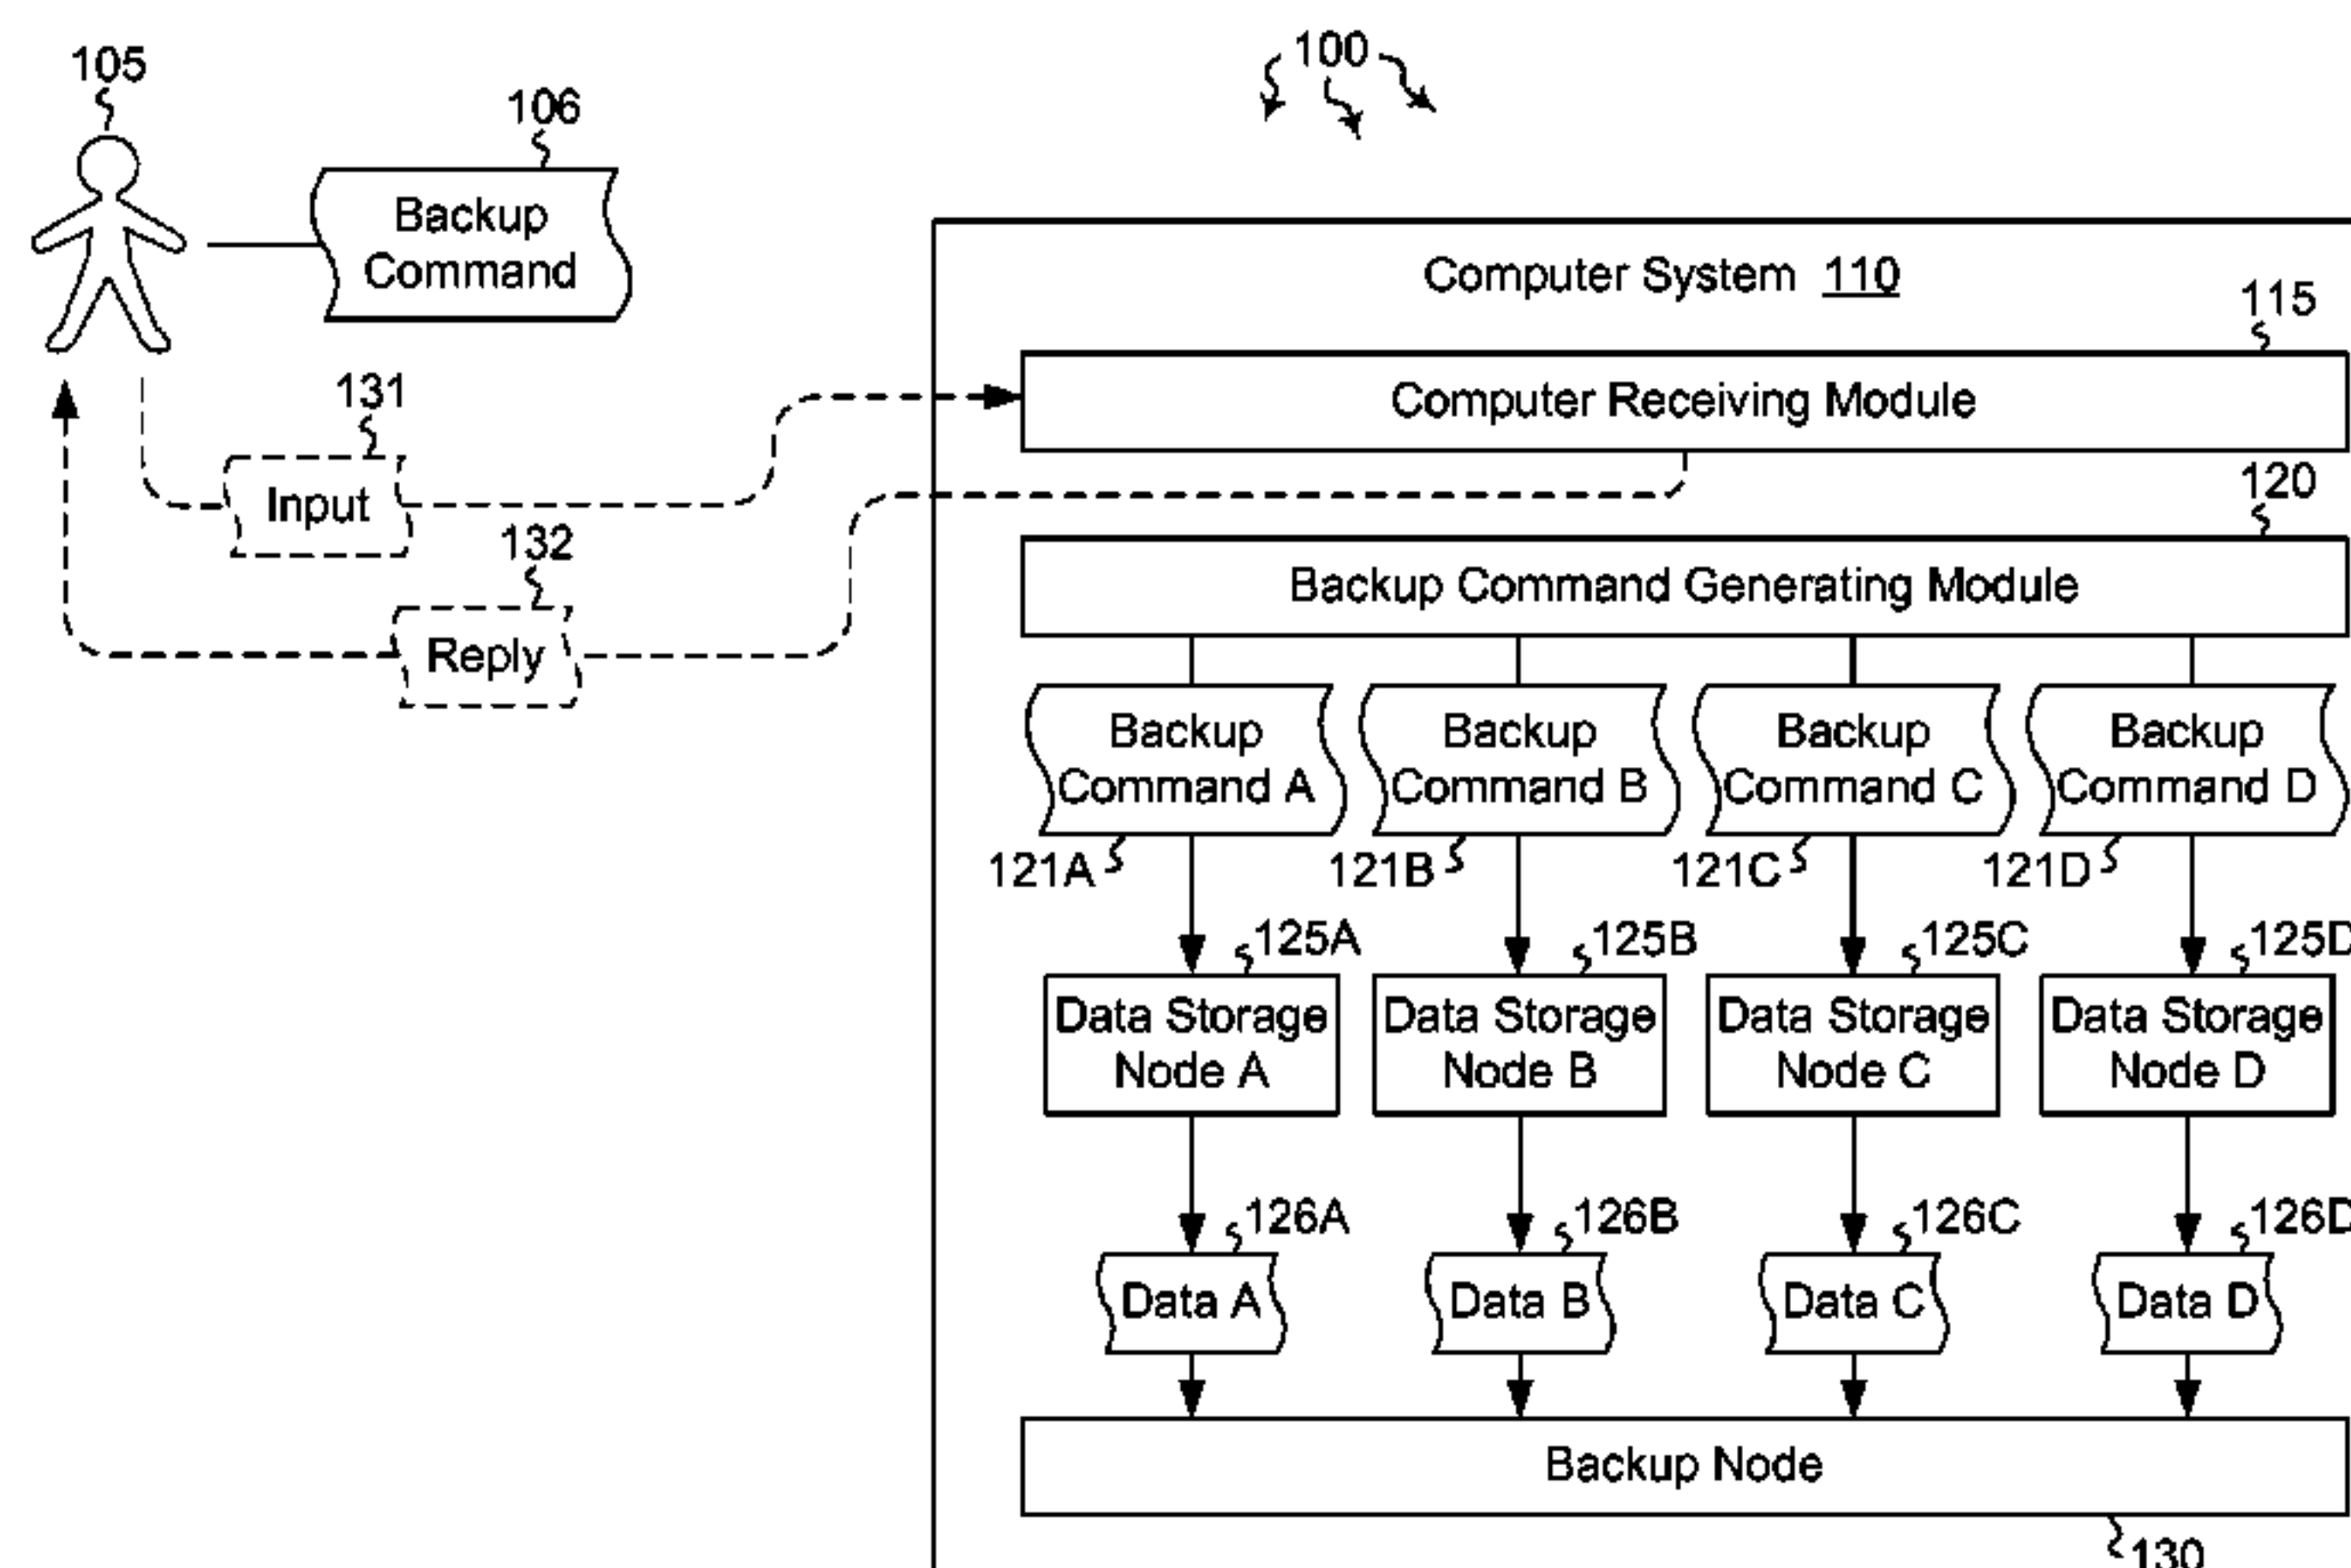 100
105
106
Backup
Command
Computer System 110
115
Computer Receiving Module
131
Input
132
Reply
120
Backup Command Generating Module
Backup
Command A
Backup
Command B
Backup
Command C
Backup
Command D
121A
121B
121C
121D
125A
125B
125C
125D
Data Storage
Node A
Data Storage
Node B
Data Storage
Node C
Data Storage
Node D
126A
126B
126C
126D
Data A
Data B
Data C
Data D
Backup Node
130